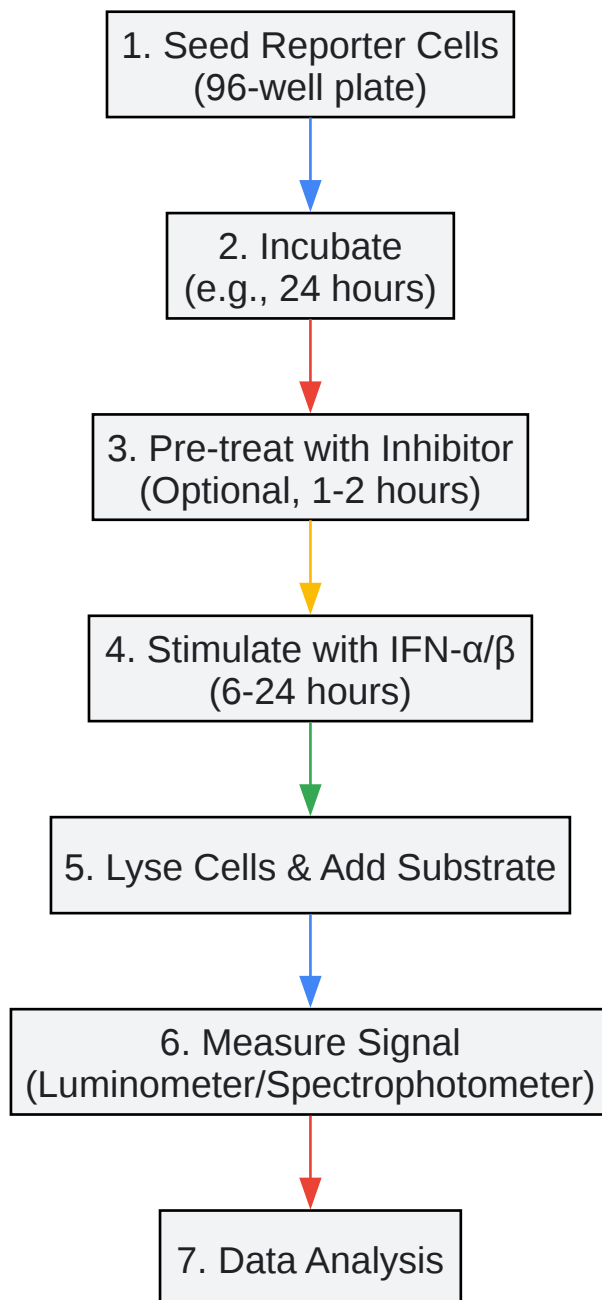 1. Seed Reporter Cells
(96-well plate)
2. Incubate
(e.g., 24 hours)
3. Pre-treat with Inhibitor
(Optional, 1-2 hours)
4. Stimulate with IFN-α/β
(6-24 hours)
5. Lyse Cells & Add Substrate
6. Measure Signal
(Luminometer/Spectrophotometer)
7. Data Analysis